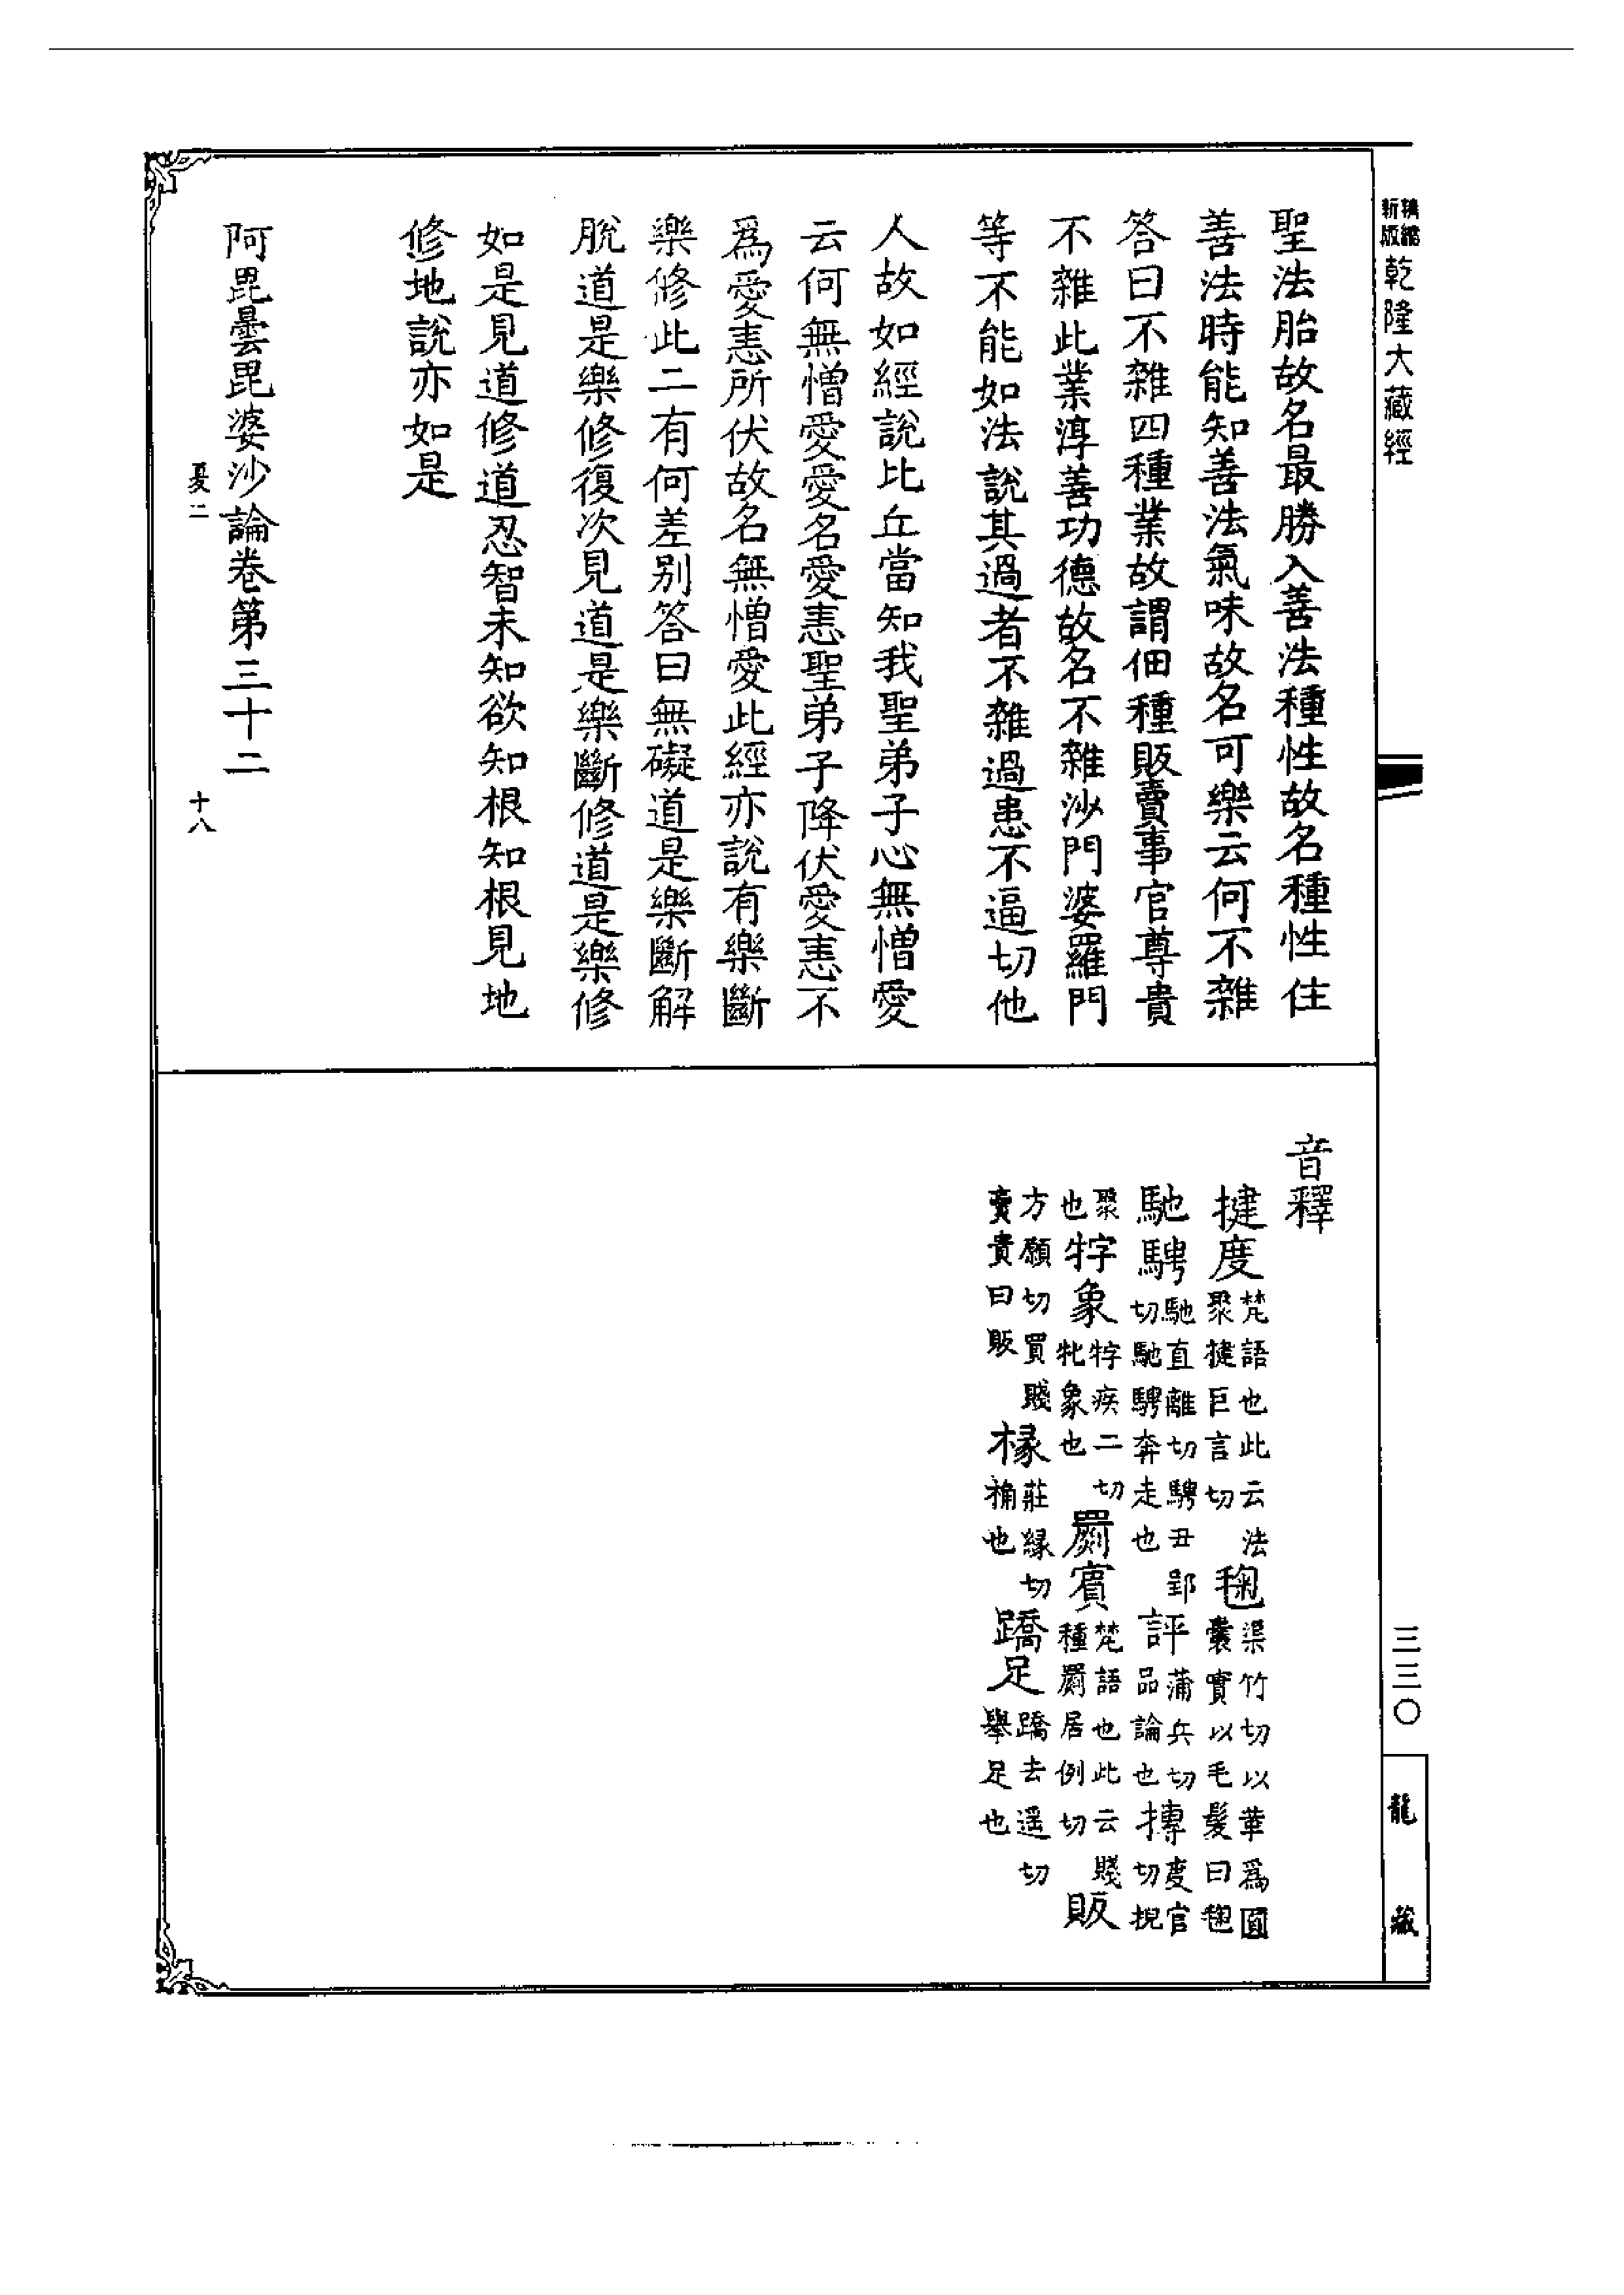 新版精縮乾隆大藏經
聖法胎故名最勝入善法種性故名種性住
善法時能知善法氣味故名可樂云何不雜
答曰不雜四種業故謂佃種販賣事官尊貴
不雜此業淳善功德故名不雜沙門婆羅門
等不能如法說其過者不雜過患不逼切他
人故如經說比丘當知我聖弟子心無憎愛
云何無憎愛愛名愛恚聖弟子降伏愛恚不
為愛恚所伏故名無憎愛此經亦說有樂斷
樂修此二有何差別答曰無礙道是樂斷解
脫道是樂修復次見道是樂斷修道是樂修
如是見道修道忍智未知欲知根知根見地
修地說亦如是
阿毘曇毘婆沙論卷第三十二
憂二 十八
音釋
揵度梵語也此云法聚揵巨言切 毱渠竹切以華為圓囊實以毛髮曰毱
馳騁馳直離切騁丑郢切馳騁奔走也 評蒲兵切品論也 摶度官切捉
聚也 牸象牸疾二切牝象也 罽賓梵語也此云賤種罽居例切 販
方願切買賤賣貴曰販 椽莊緣切桷也 蹻足蹻去遥切舉足也
三三〇
龍藏